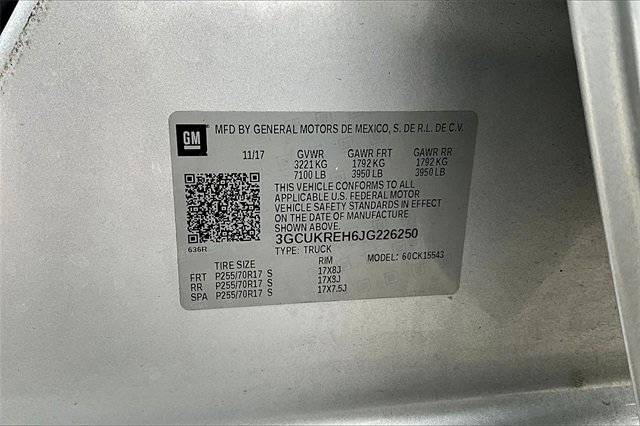 GM
MFD BY GENERAL MOTORS DE MEXICO, S. DE R.L. DE C.V.
11/17 GVWR GAWR FRT GAWR RR
3221 KG 1792 KG 1792 KG
7100 LB 3950 LB 3950 LB
THIS VEHICLE CONFORMS TO ALL
APPLICABLE U.S. FEDERAL MOTOR
VEHICLE SAFETY STANDARDS IN EFFECT
ON THE DATE OF MANUFACTURE
SHOWN ABOVE.
3GCUKREH6JG226250
636R TYPE: TRUCK
MODEL: 60CK15543
TIRE SIZE RIM
FRT P255/70R17 S 17X8J
RR P255/70R17 S 17X8J
SPA P255/70R17 S 17X7.5J